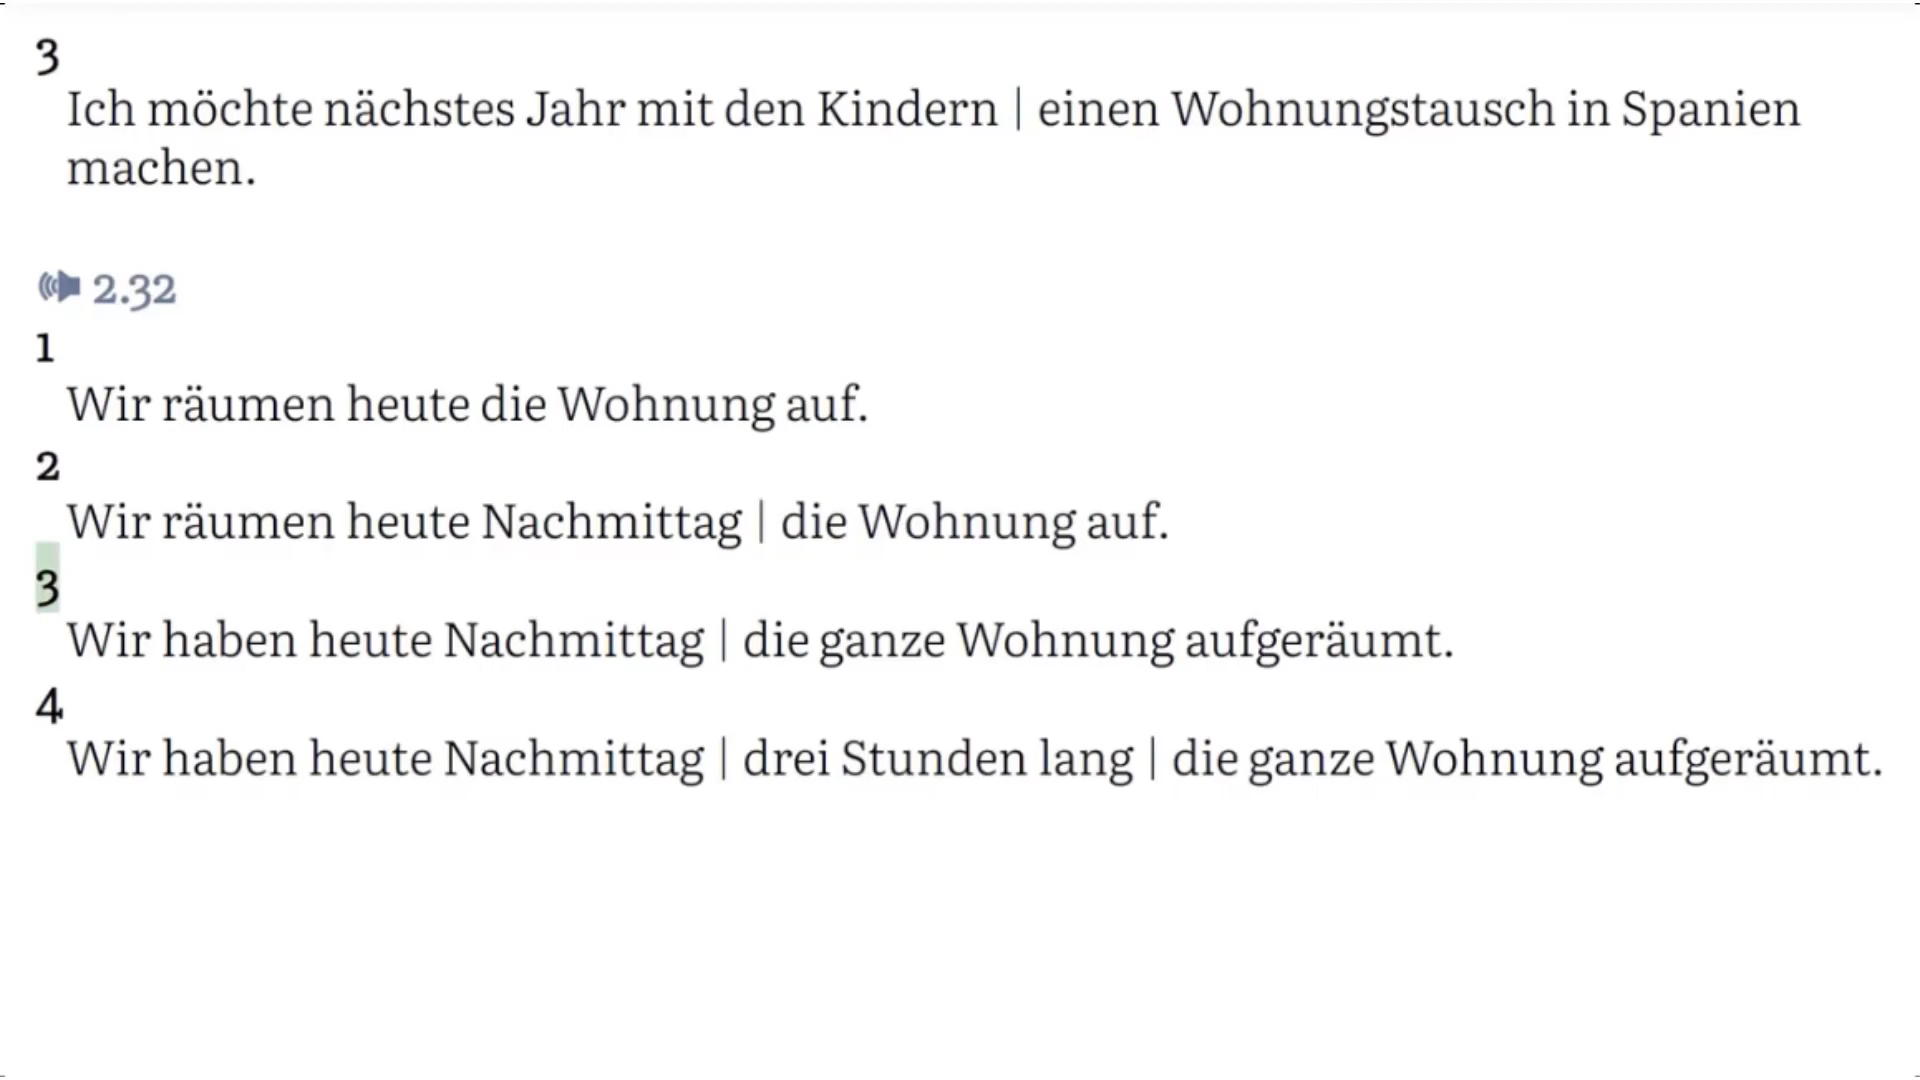 3
Ich möchte nächstes Jahr mit den Kindern | einen Wohnungstausch in Spanien
machen.
2.32
1
Wir räumen heute die Wohnung auf.
2
Wir räumen heute Nachmittag | die Wohnung auf.
3
Wir haben heute Nachmittag | die ganze Wohnung aufgeräumt.
4
Wir haben heute Nachmittag | drei Stunden lang | die ganze Wohnung aufgeräumt.